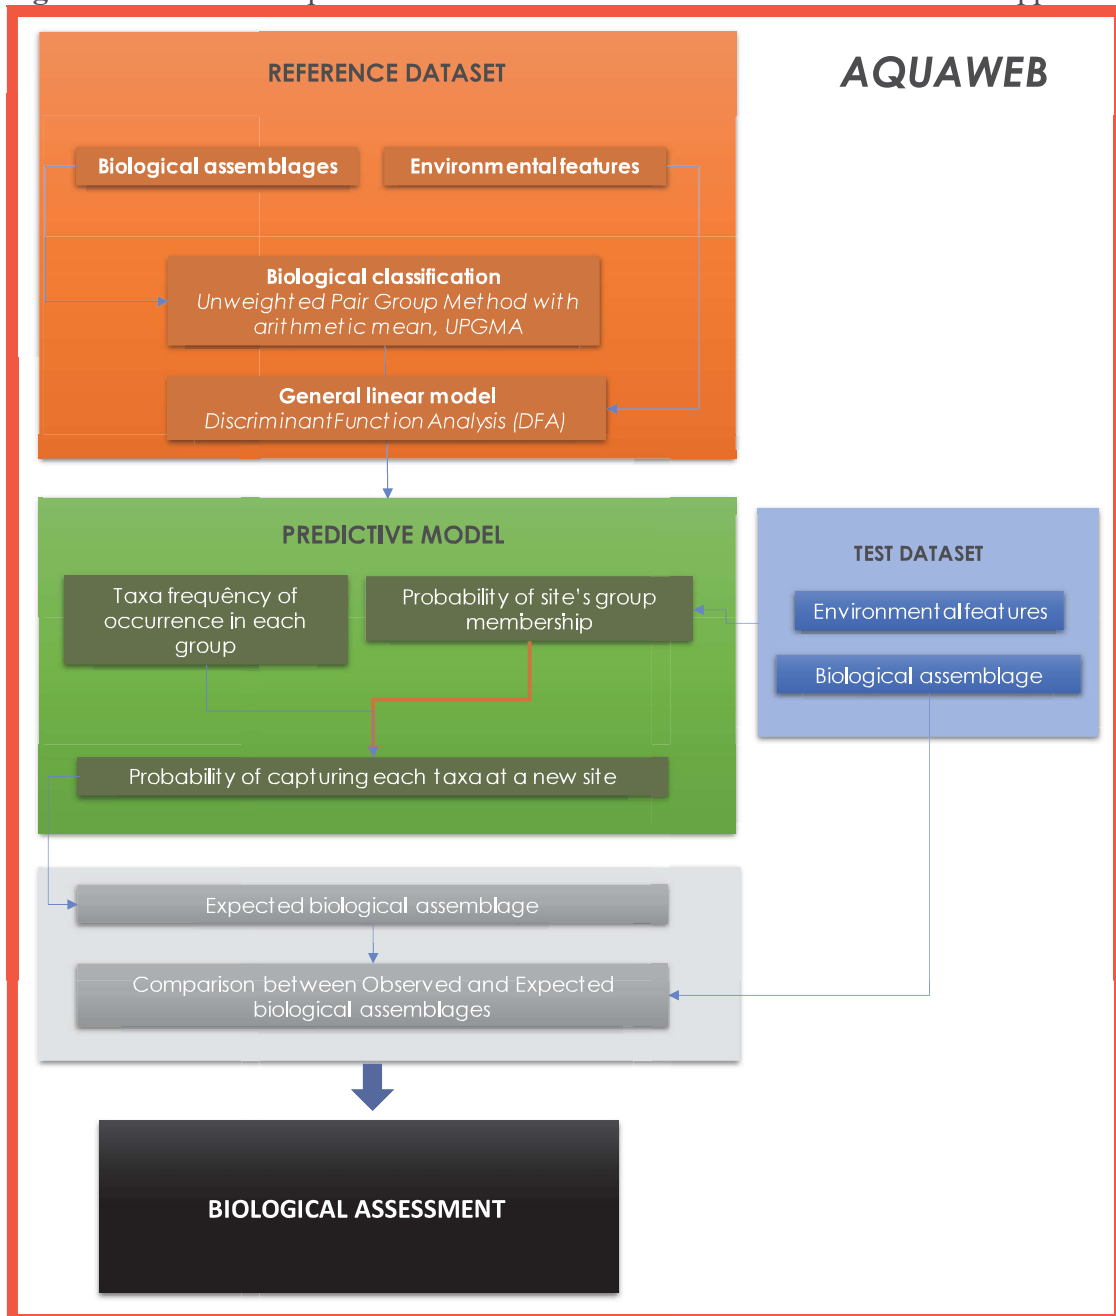 REFERENCE DATASET
AQUAWEB
Biological assemblages
Environmental features
Biological classification
Unweighted Pair Group Method with
arithmetic mean, UPGMA
General linear model
Discriminant Function Analysis (DFA)
PREDICTIVE MODEL
Taxa frequêncy of
occurrence in each
group
Probability of site's group
membership
Probability of capturing each taxa at a new site
TEST DATASET
Environmental features
Biological assemblage
Expected biological assemblage
Comparison between Observed and Expected
biological assemblages
BIOLOGICAL ASSESSMENT